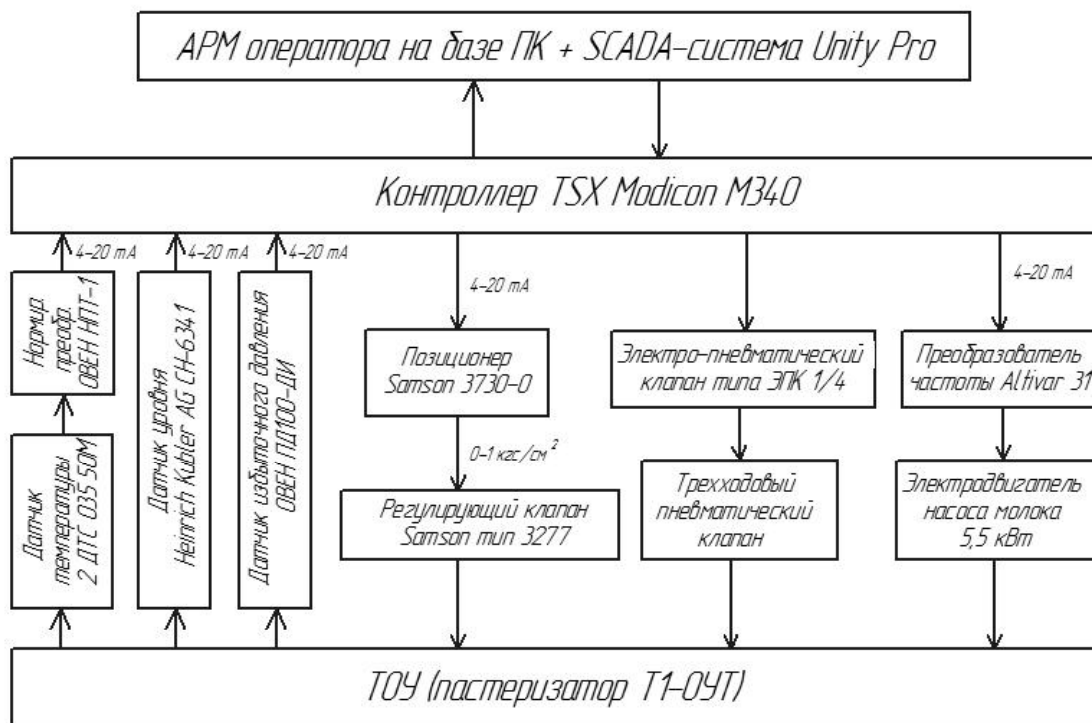 АРМ оператора на базе ПК + SCADA-система Unity Pro
Контроллер TSX Modicon M340
4-20 mA
4-20 mA
4-20 mA
4-20 mA
4-20 mA
Нормир.
преобр.
ОВЕН НПТ-1
Датчик
температуры
2 ДТС 035 50М
Датчик уровня
Heinrich Kubler AG CH-6341
Датчик избыточного давления
ОВЕН ПД100-ДИ
Позиционер
Samson 3730-0
0-1 кгс/см²
Регулирующий клапан
Samson тип 3277
Электро-пневматический
клапан типа ЭПК 1/4
Трехходовый
пневматический
клапан
Преобразователь
частоты Altivar 31
Электродвигатель
насоса молока
5,5 кВт
ТОУ (пастеризатор Т1-ОУТ)